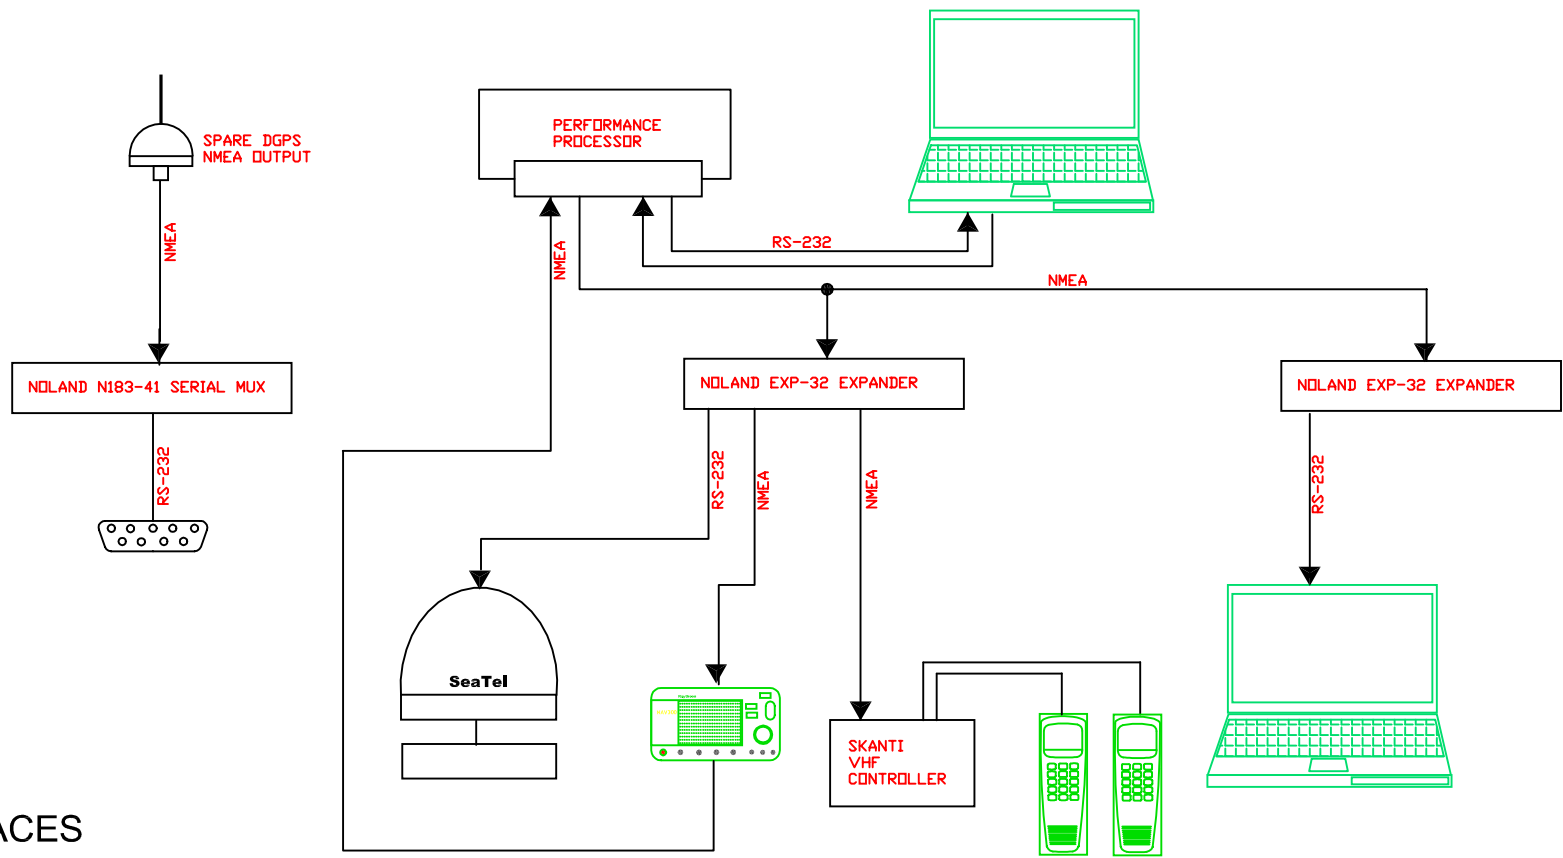 SPARE DGPS
NMEA OUTPUT
NMEA
NOLAND N183-41 SERIAL MUX
RS-232
PERFORMANCE
PROCESSOR
NMEA
RS-232
NMEA
NOLAND EXP-32 EXPANDER
NOLAND EXP-32 EXPANDER
RS-232
NMEA
NMEA
RS-232
SeaTel
SKANTI
VHF
CONTROLLER
ACES